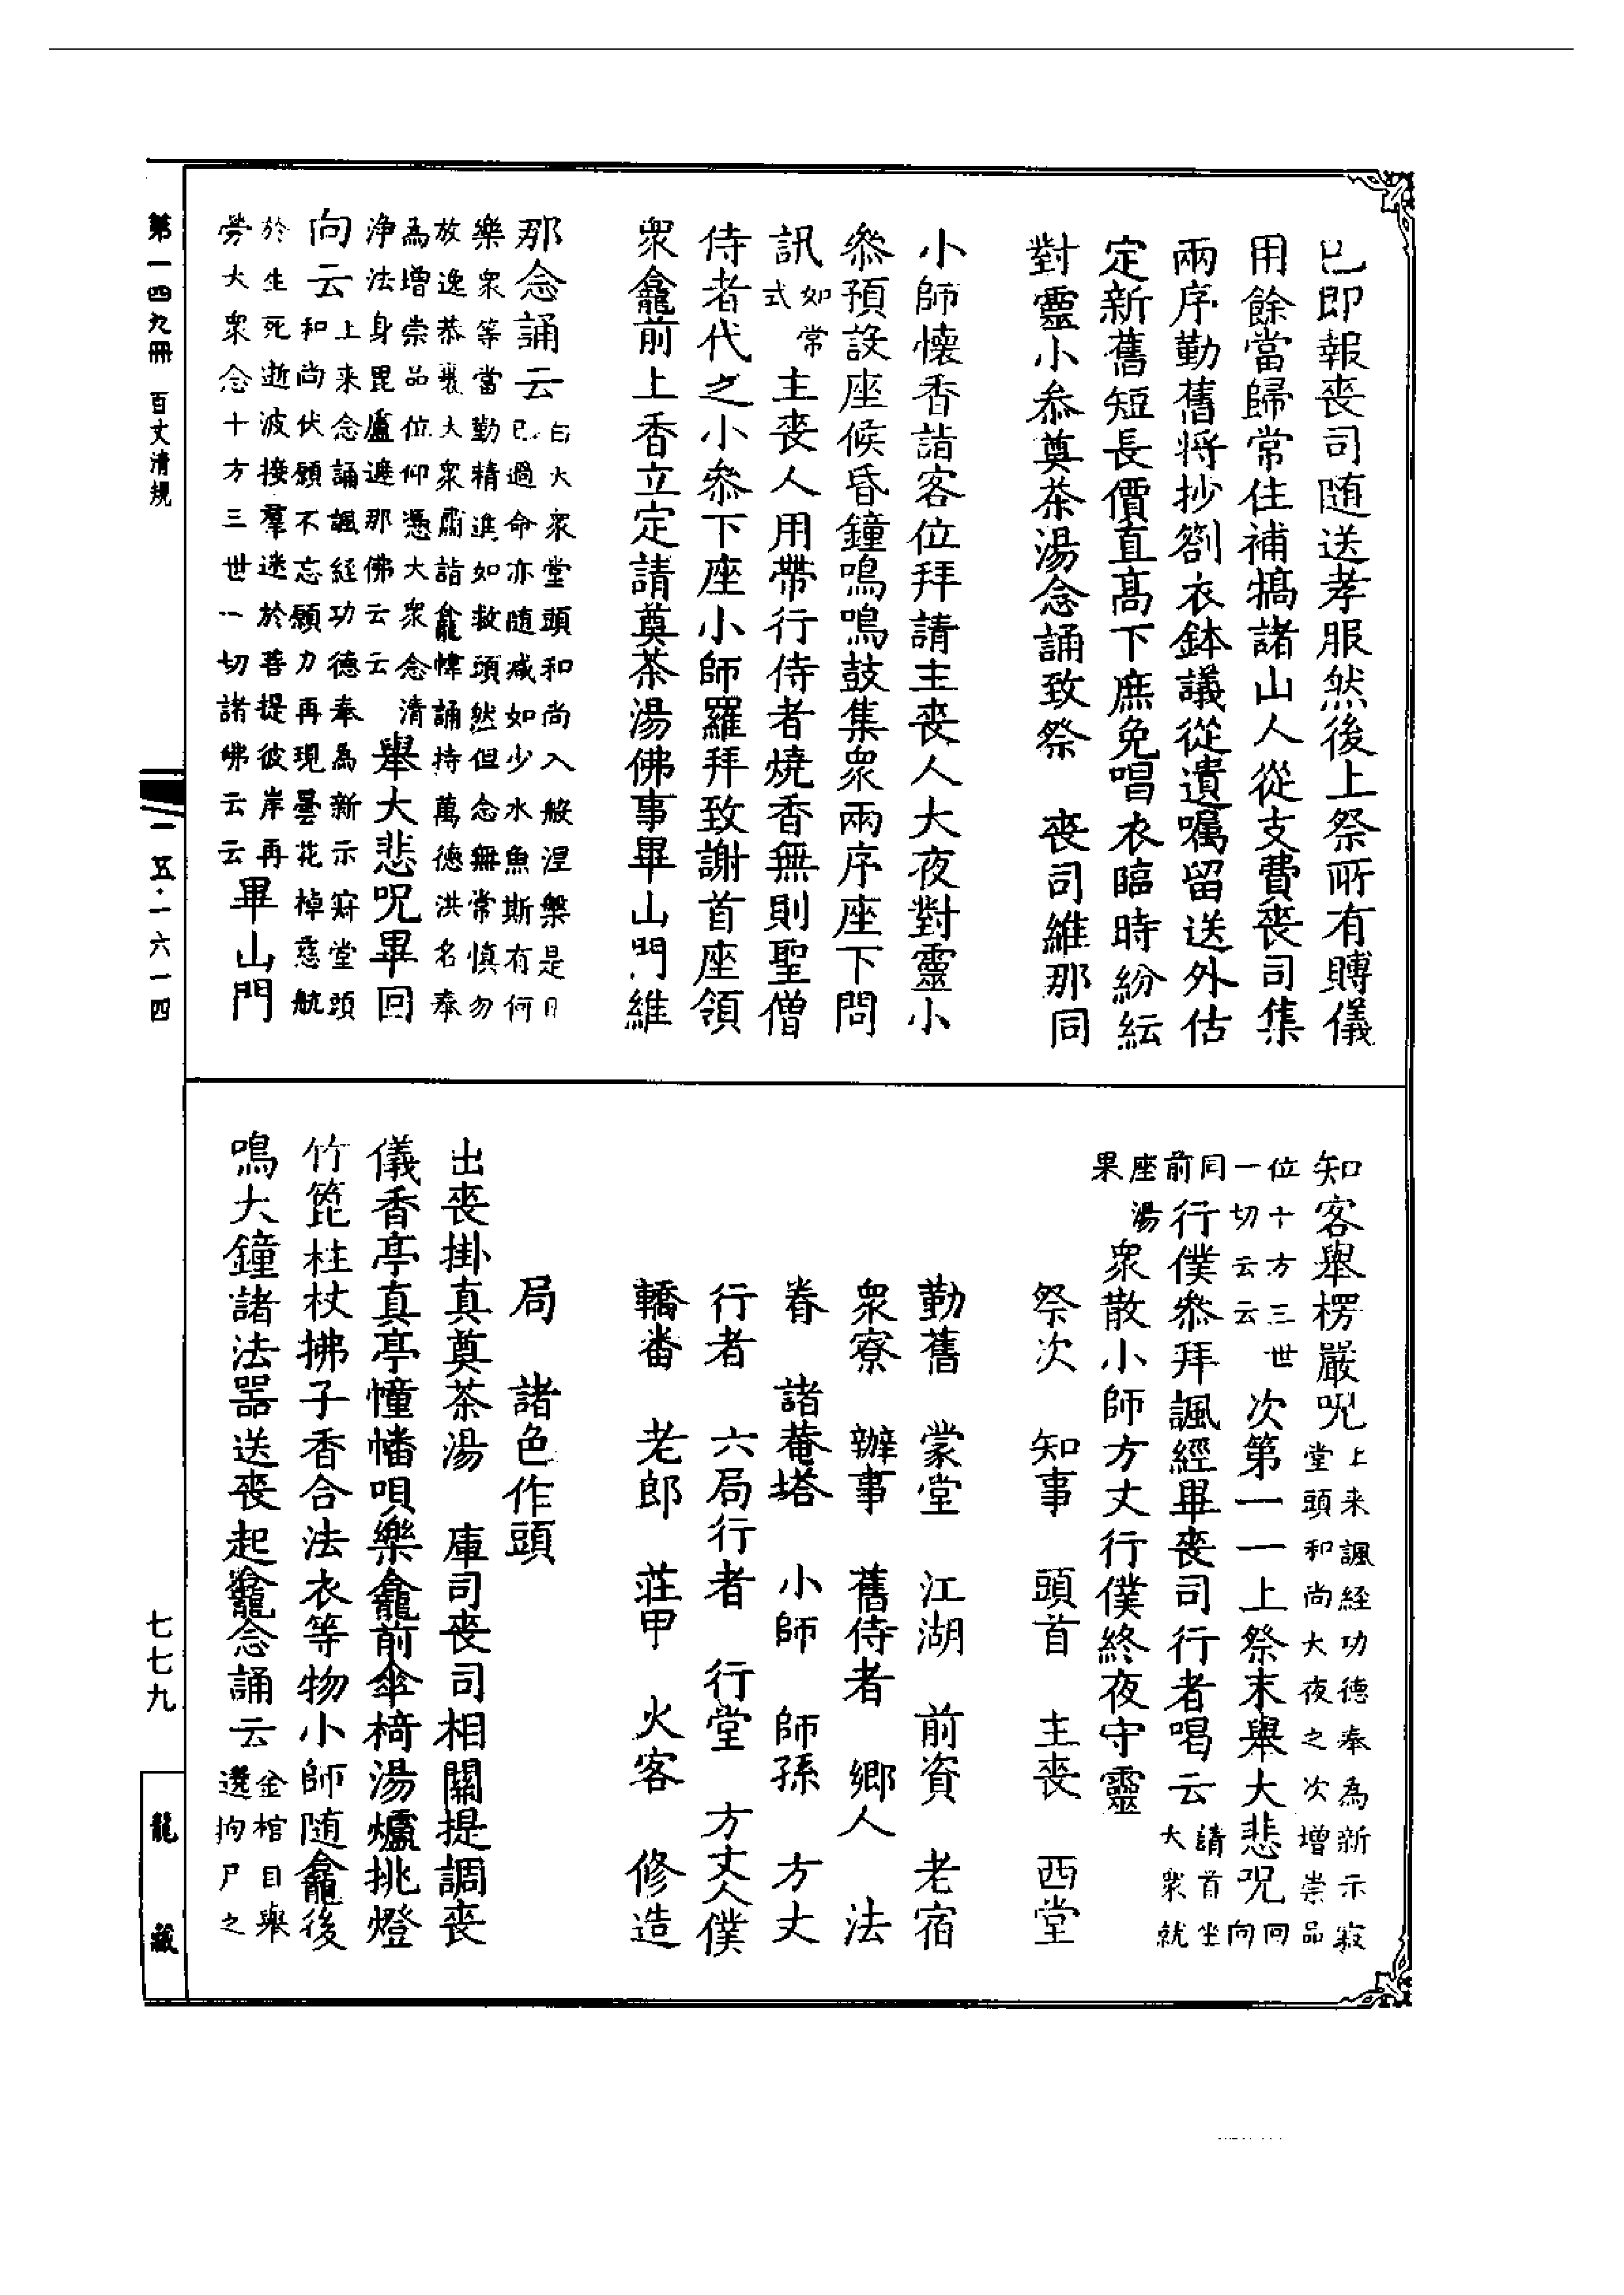 已即報喪司随送孝服然後上祭所有賻儀
用餘當歸常住補犒諸山人從支費喪司集
兩序勤舊將抄劄衣鉢議從遺囑留送外估
定新舊短長價直髙下庶免唱衣臨時紛紜
對靈小叅奠茶湯念誦致祭　喪司維那同
小師懷香詣客位拜請主喪人大夜對靈小
叅預設座候昏鐘鳴鳴鼓集衆兩序座下問
訊如常式主喪人用帶行侍者燒香無則聖僧
侍者代之小叅下座小師羅拜致謝首座領
衆龕前上香立定請奠茶湯佛事畢山門維
那念誦云白大衆堂頭和尚入般涅槃是日
已過命亦随減如少水魚斯有何
樂衆等當勤精進如救頭然但念無常慎勿
放逸恭裒大衆肅詣龕幃誦持萬德洪名奉
為增崇品位仰憑大衆念清
淨法身毘盧遮那佛云云舉大悲咒畢回
向云上来念誦諷経功德奉為新示寂堂頭
和尚伏願不忘願力再現曇花棹慈航
於生死逝波接羣迷於菩提彼岸再
勞大衆念十方三世一切諸佛云云畢山門
知客舉楞嚴咒上来諷経功德奉為新示寂
堂頭和尚大夜之次增崇品
位十方三世
一切云云次第一一上祭末舉大悲咒回向
同前行僕叅拜諷經畢喪司行者喝云請首
座大衆就坐
湯果衆散小師方丈行僕終夜守靈
祭次　知事　頭首　主喪　西堂
勤舊　蒙堂　江湖　前資　老宿
衆寮　辦事　舊侍者　鄉人　法
眷　諸菴塔　小師　師孫　方丈
行者　六局行者　行堂　方丈人僕
轎番　老郎　莊甲　火客　修造
局　諸色作頭
出喪掛真奠茶湯　庫司喪司相關提調喪
儀香亭真亭幢幡唄樂龕前傘椅湯爐挑燈
竹篦柱杖拂子香合法衣等物小師随龕後
鳴大鐘諸法器送喪起龕念誦云金棺自舉
遶拘尸之
第一四九冊　百丈清規
一五·一六一四
七七九
龍藏